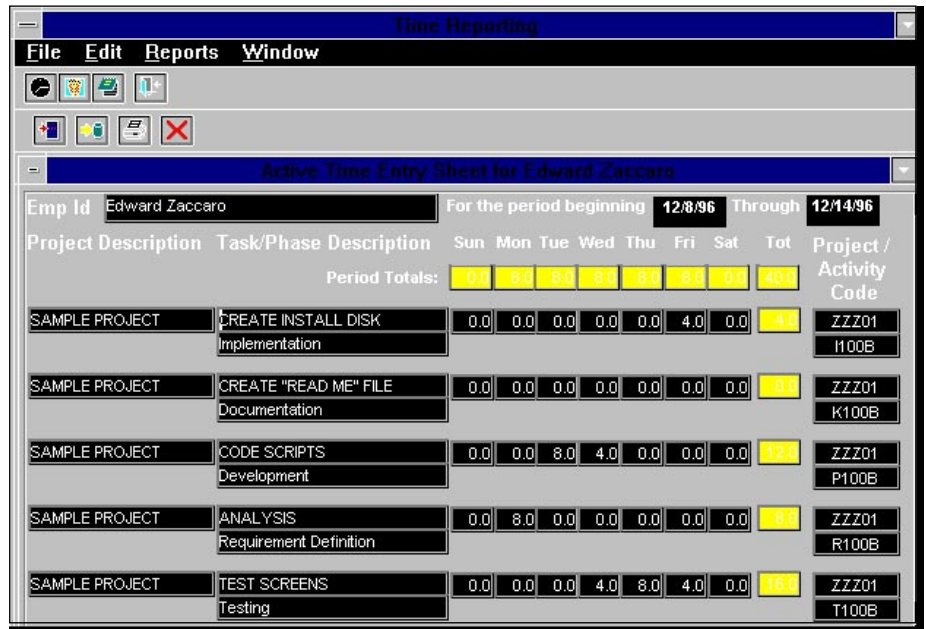 Time Reporting
File Edit Reports Window
Active Time Entry Sheet for Edward Zaccaro
Emp Id Edward Zaccaro For the period beginning 12/8/96 Through 12/14/96
Project Description Task/Phase Description Sun Mon Tue Wed Thu Fri Sat Tot Project /
Activity
Code
Period Totals: 0.0 8.0 8.0 8.0 8.0 8.0 0.0 40.0
SAMPLE PROJECT CREATE INSTALL DISK 0.0 0.0 0.0 0.0 0.0 4.0 0.0 4.0 ZZZ01
Implementation I100B
SAMPLE PROJECT CREATE "READ ME" FILE 0.0 0.0 0.0 0.0 0.0 0.0 0.0 0.0 ZZZ01
Documentation K100B
SAMPLE PROJECT CODE SCRIPTS 0.0 0.0 8.0 4.0 0.0 0.0 0.0 12.0 ZZZ01
Development P100B
SAMPLE PROJECT ANALYSIS 0.0 8.0 0.0 0.0 0.0 0.0 0.0 8.0 ZZZ01
Requirement Definition R100B
SAMPLE PROJECT TEST SCREENS 0.0 0.0 0.0 4.0 8.0 4.0 0.0 16.0 ZZZ01
Testing T100B